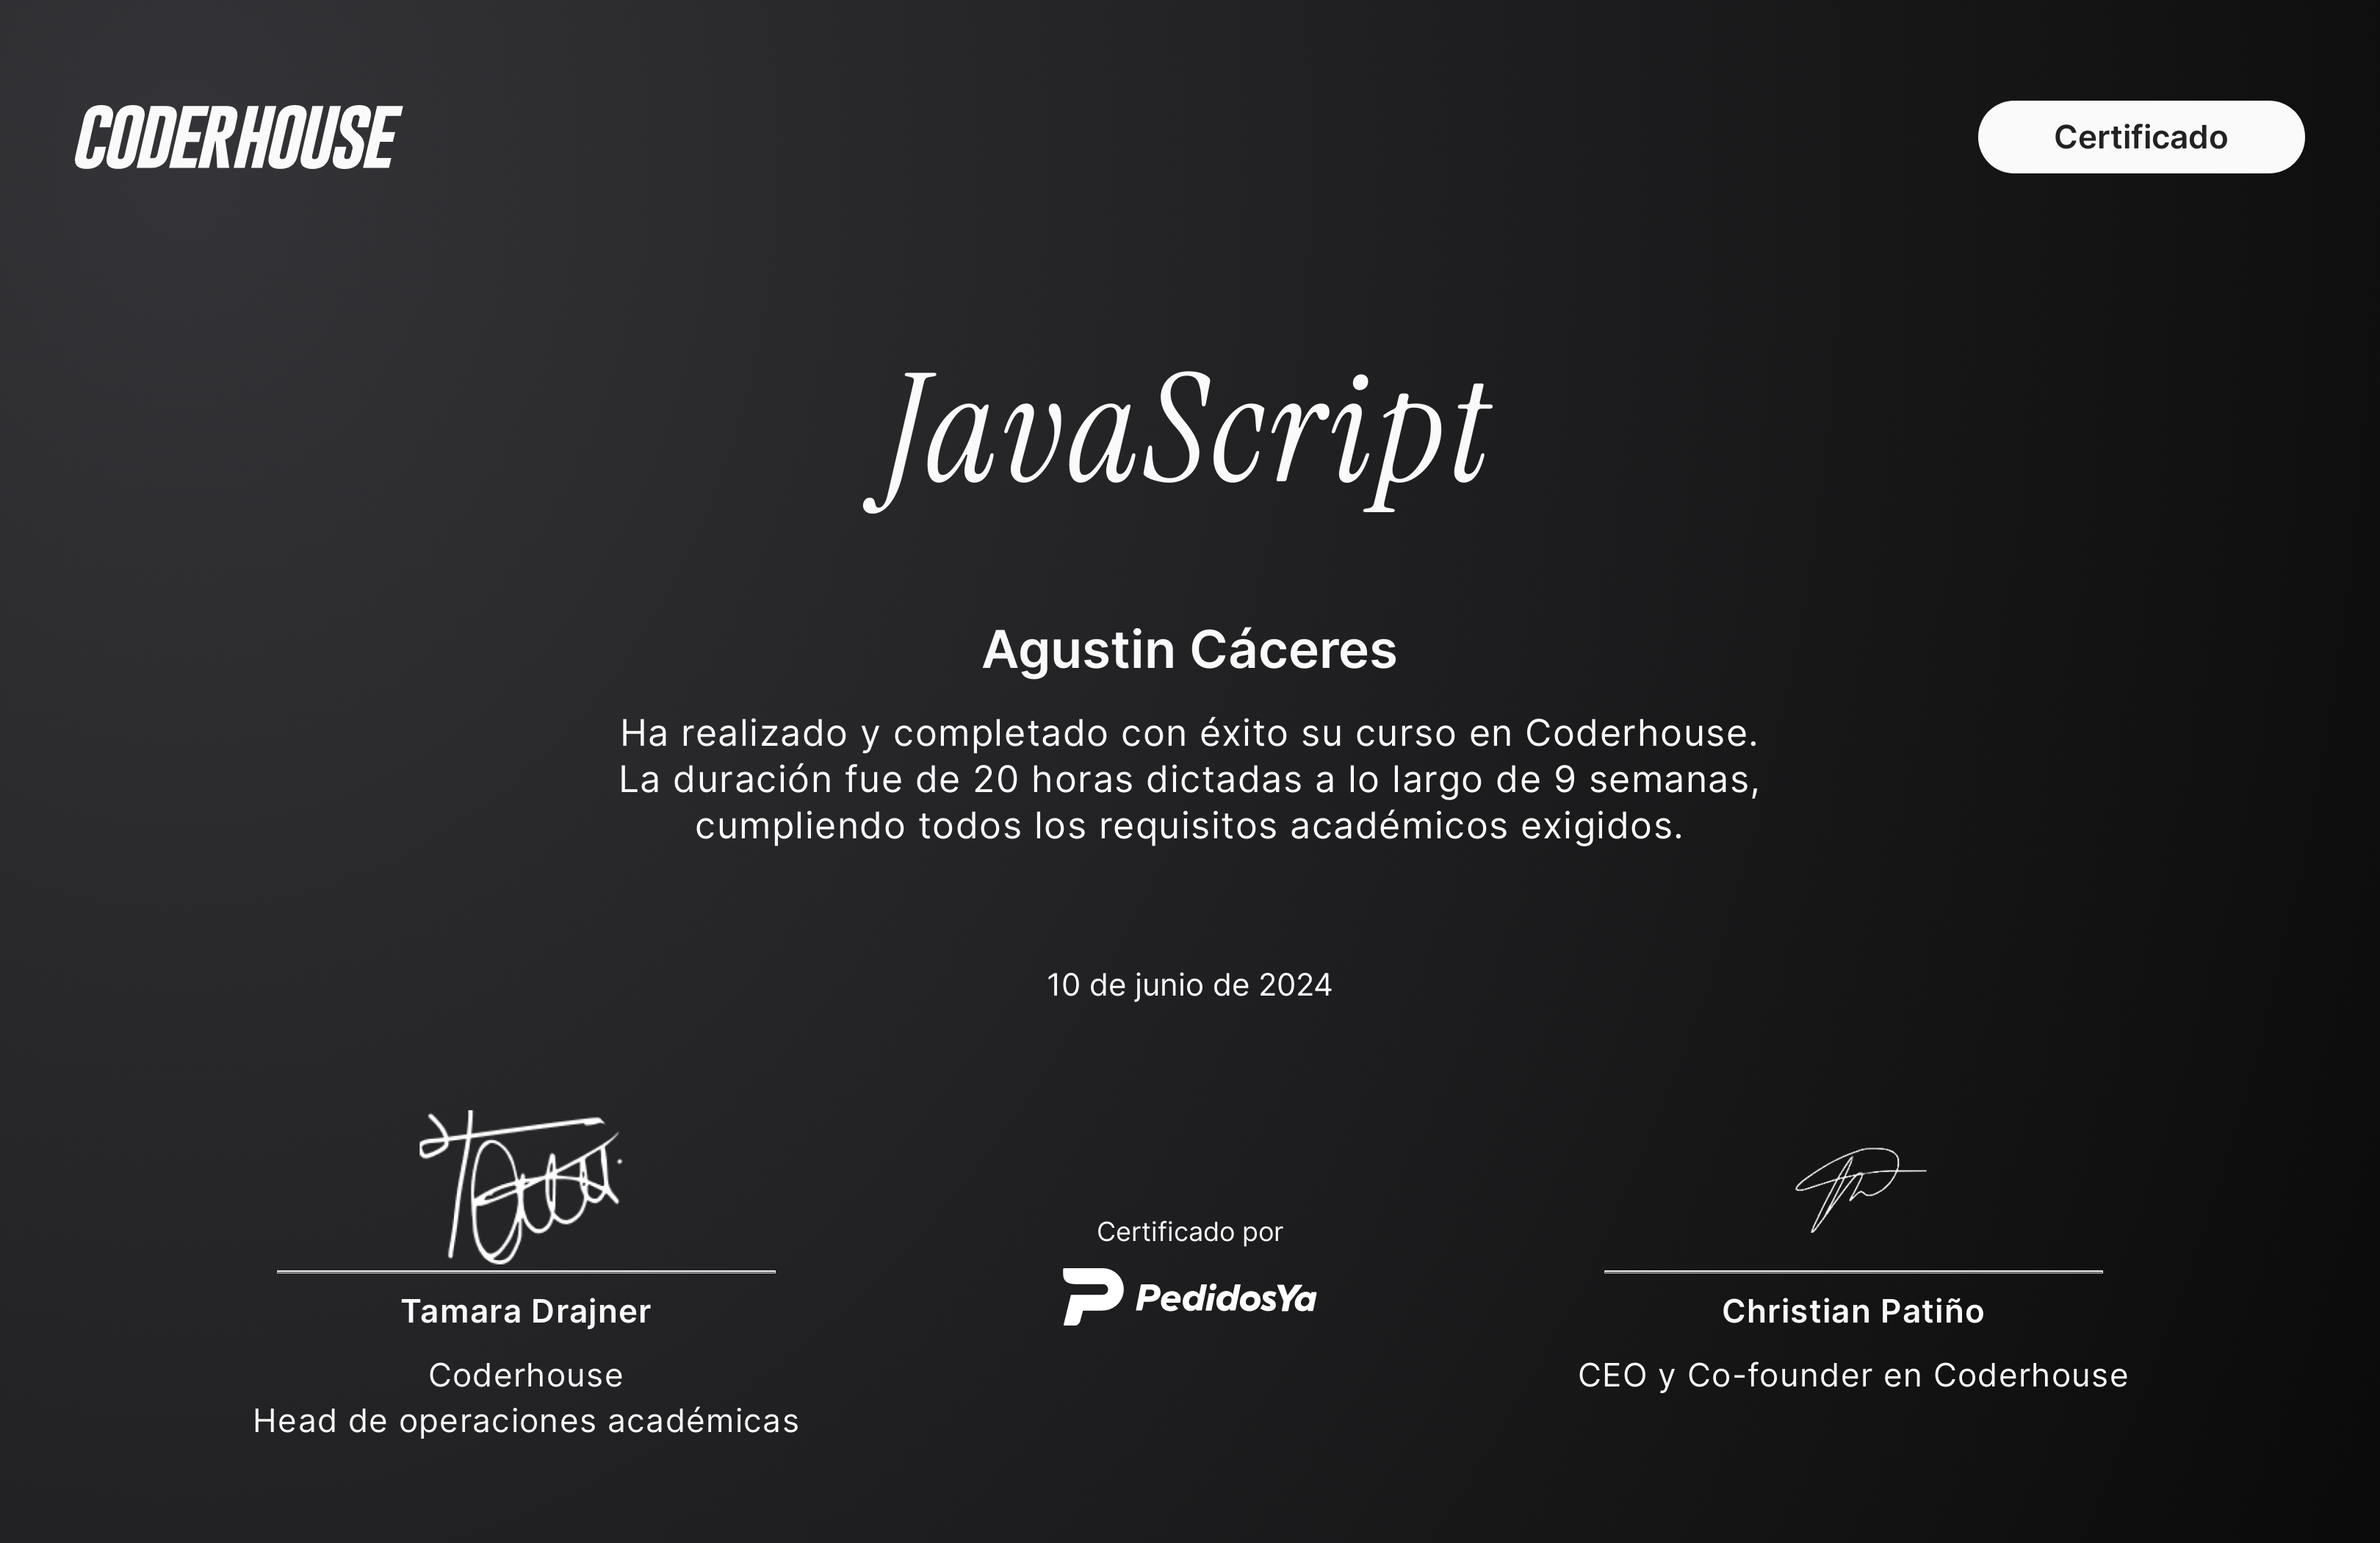 CODERHOUSE
Certificado
JavaScript
Agustin Cáceres
Ha realizado y completado con éxito su curso en Coderhouse.
La duración fue de 20 horas dictadas a lo largo de 9 semanas,
cumpliendo todos los requisitos académicos exigidos.
10 de junio de 2024
Certificado por
PedidosYa
Tamara Drajner
Coderhouse
Head de operaciones académicas
Christian Patiño
CEO y Co-founder en Coderhouse